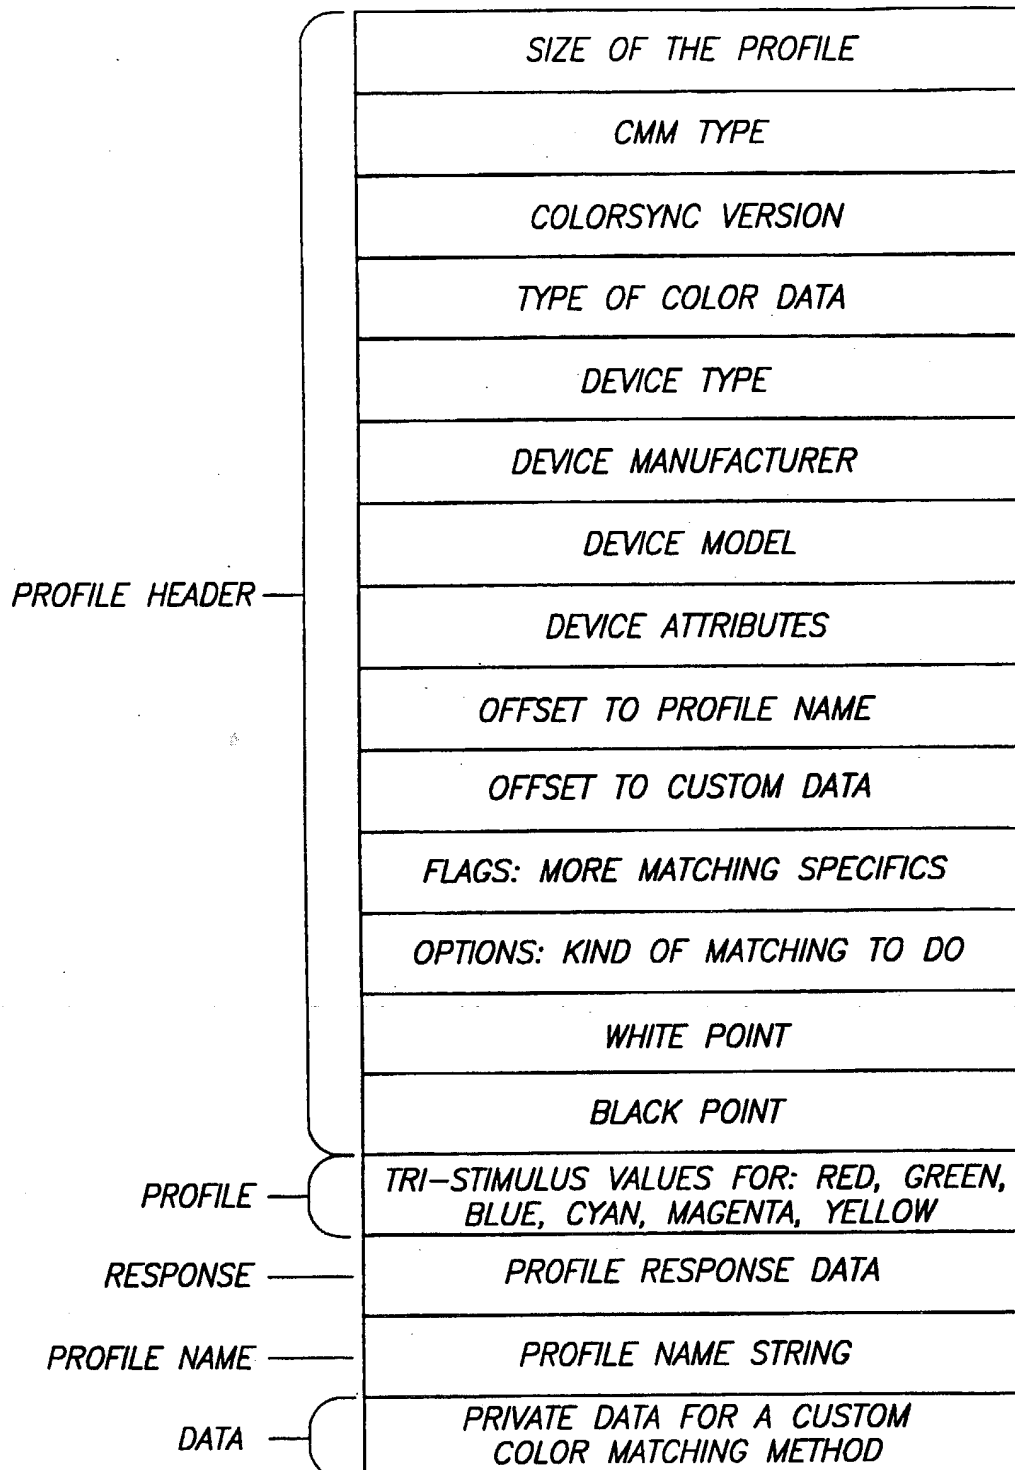 SIZE OF THE PROFILE
CMM TYPE
COLORSYNC VERSION
TYPE OF COLOR DATA
DEVICE TYPE
DEVICE MANUFACTURER
DEVICE MODEL
PROFILE HEADER
DEVICE ATTRIBUTES
OFFSET TO PROFILE NAME
OFFSET TO CUSTOM DATA
FLAGS: MORE MATCHING SPECIFICS
OPTIONS: KIND OF MATCHING TO DO
WHITE POINT
BLACK POINT
PROFILE
TRI-STIMULUS VALUES FOR: RED, GREEN,
BLUE, CYAN, MAGENTA, YELLOW
RESPONSE
PROFILE RESPONSE DATA
PROFILE NAME
PROFILE NAME STRING
DATA
PRIVATE DATA FOR A CUSTOM
COLOR MATCHING METHOD